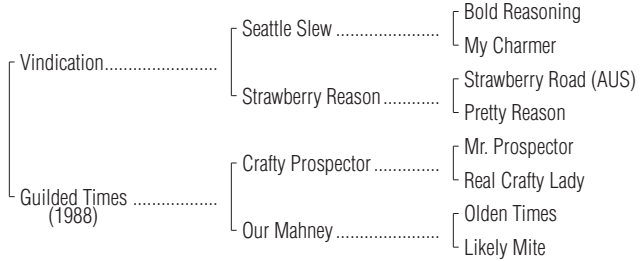 Bold Reasoning
Seattle Slew ........................
My Charmer
Vindication..........................
Strawberry Road (AUS)
Strawberry Reason ............
Pretty Reason
Mr. Prospector
Crafty Prospector ..............
Real Crafty Lady
Guilded Times ...................
(1988)
Olden Times
Our Mahney ........................
Likely Mite